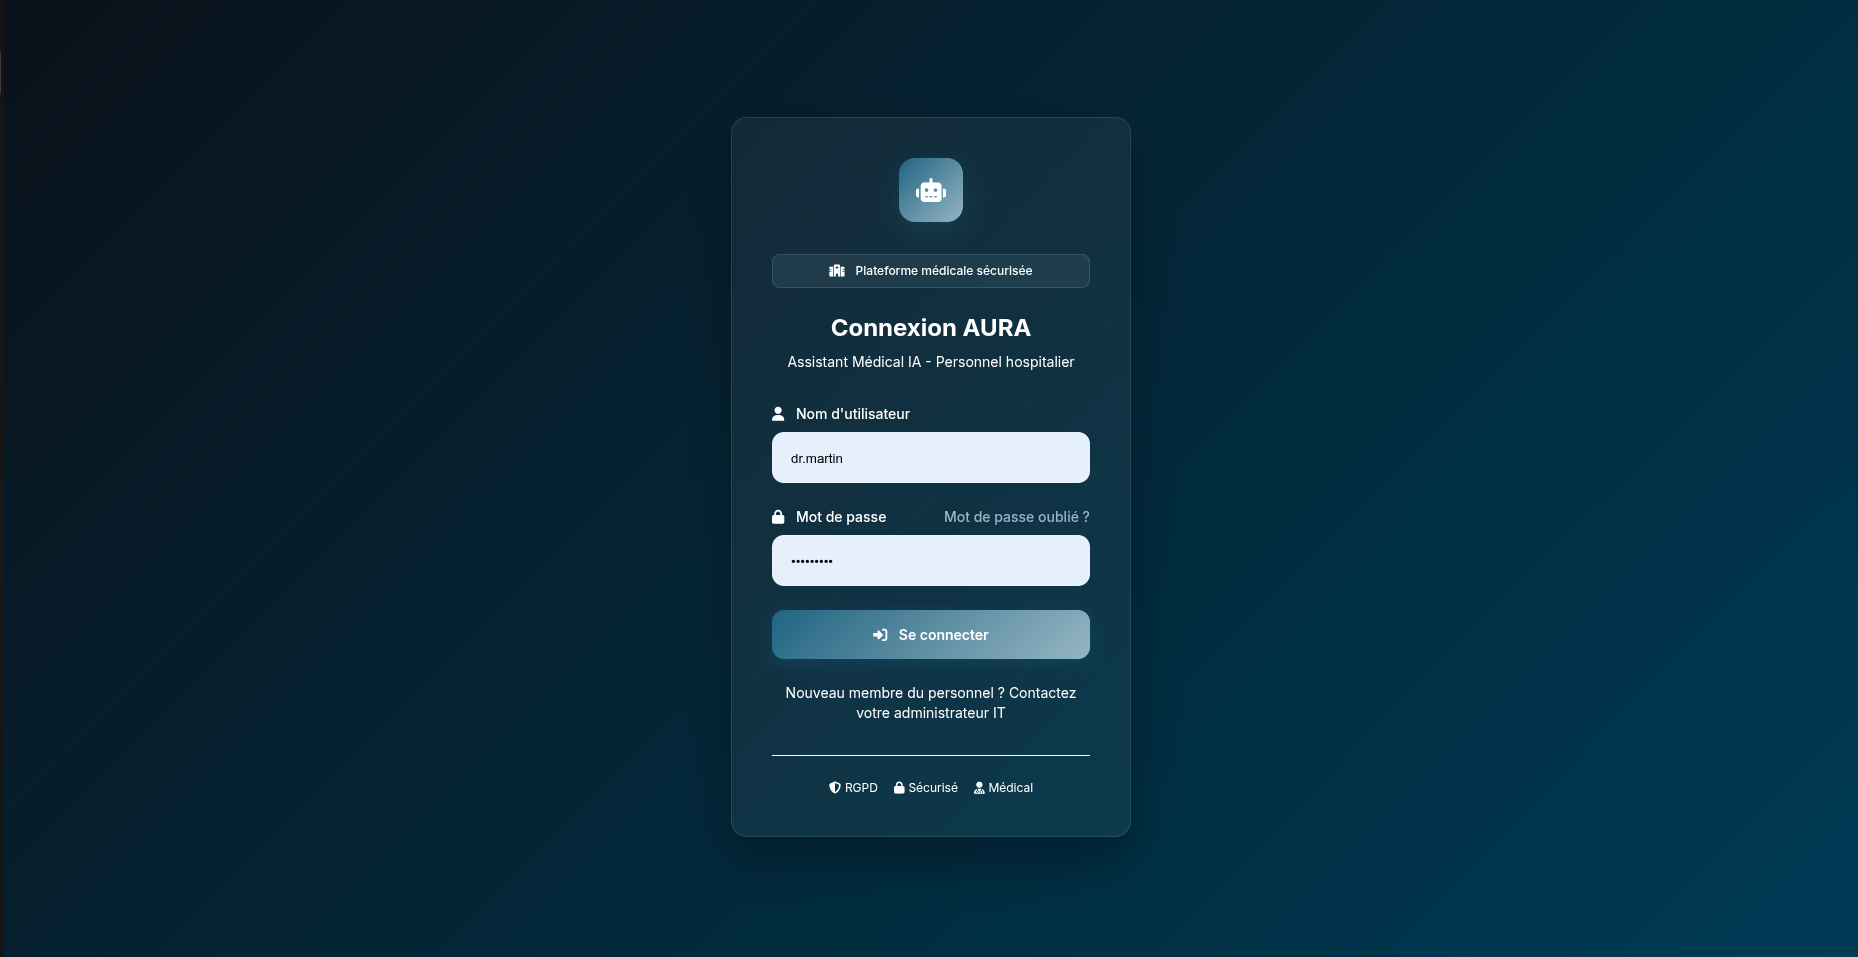 Plateforme médicale sécurisée
Connexion AURA
Assistant Médical IA - Personnel hospitalier
Nom d'utilisateur
dr.martin
Mot de passe Mot de passe oublié ?
•••••••••
Se connecter
Nouveau membre du personnel ? Contactez
votre administrateur IT
RGPD Sécurisé Médical